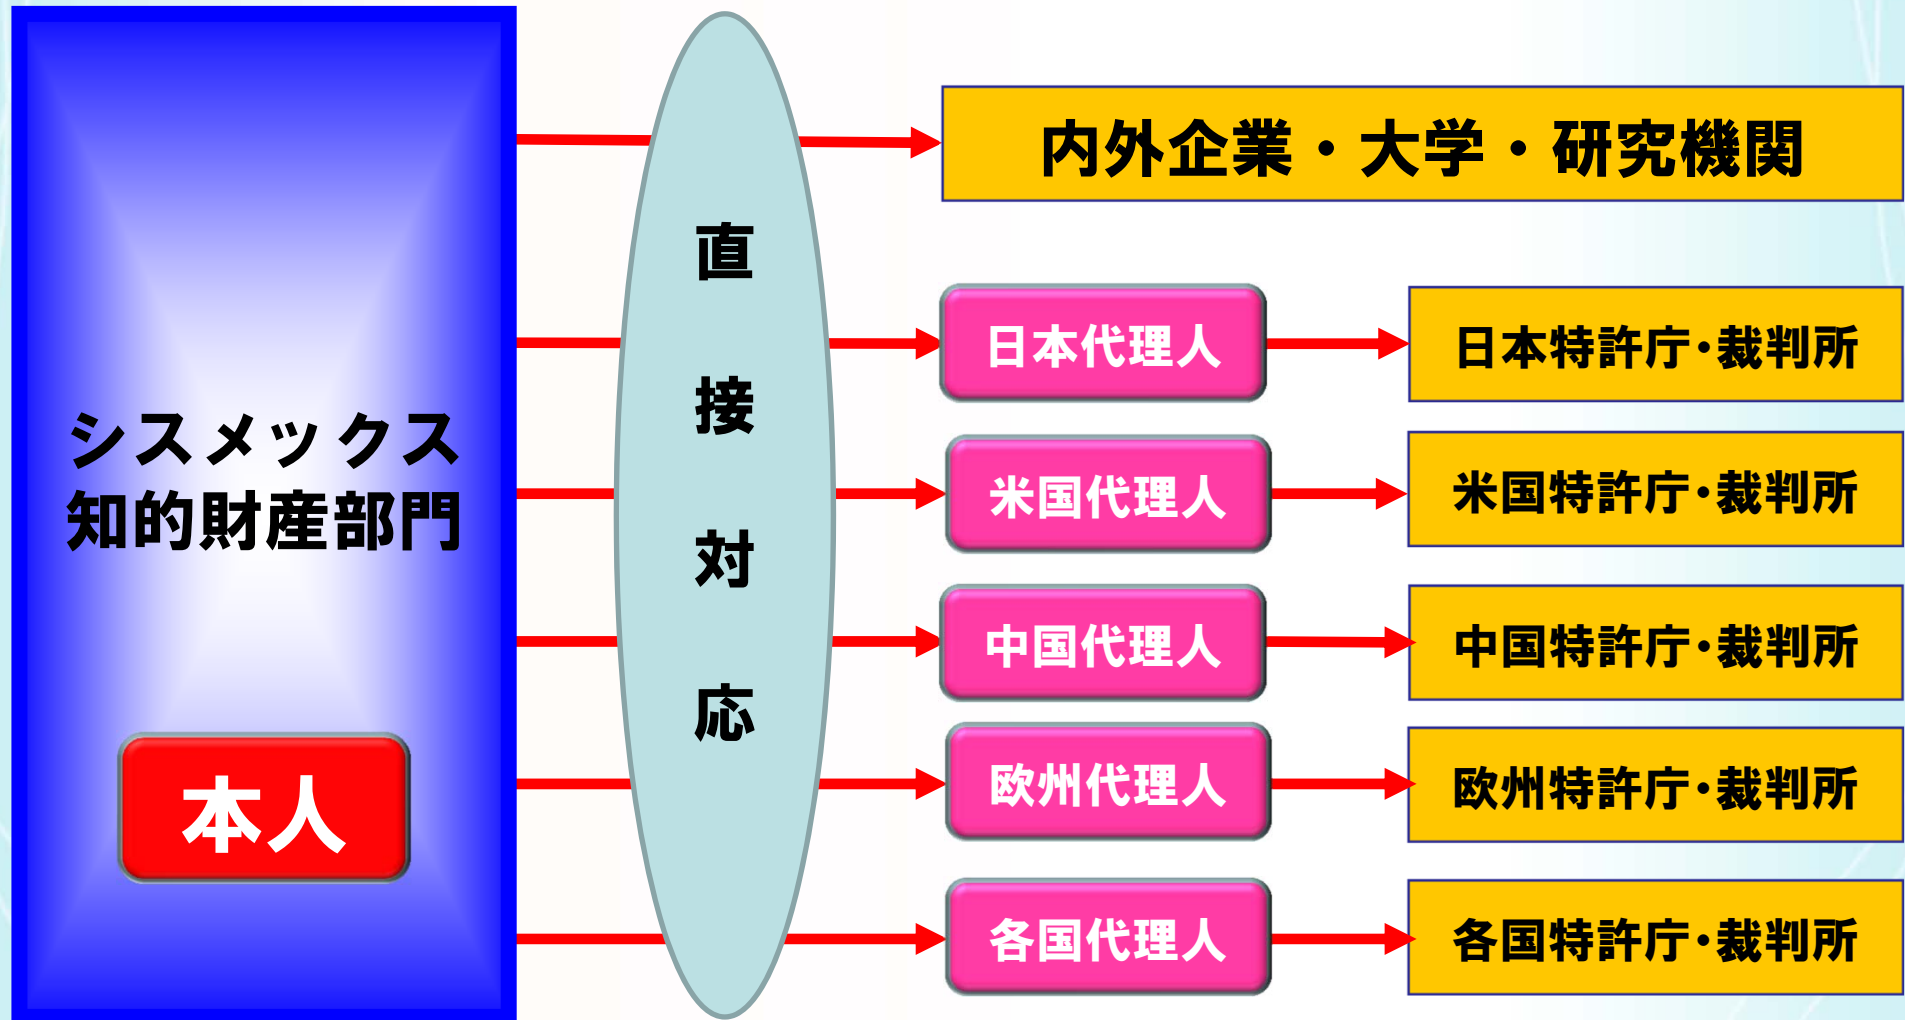 シスメックス
知的財産部門
本人
直接対応
内外企業・大学・研究機関
日本代理人
日本特許庁・裁判所
米国代理人
米国特許庁・裁判所
中国代理人
中国特許庁・裁判所
欧州代理人
欧州特許庁・裁判所
各国代理人
各国特許庁・裁判所